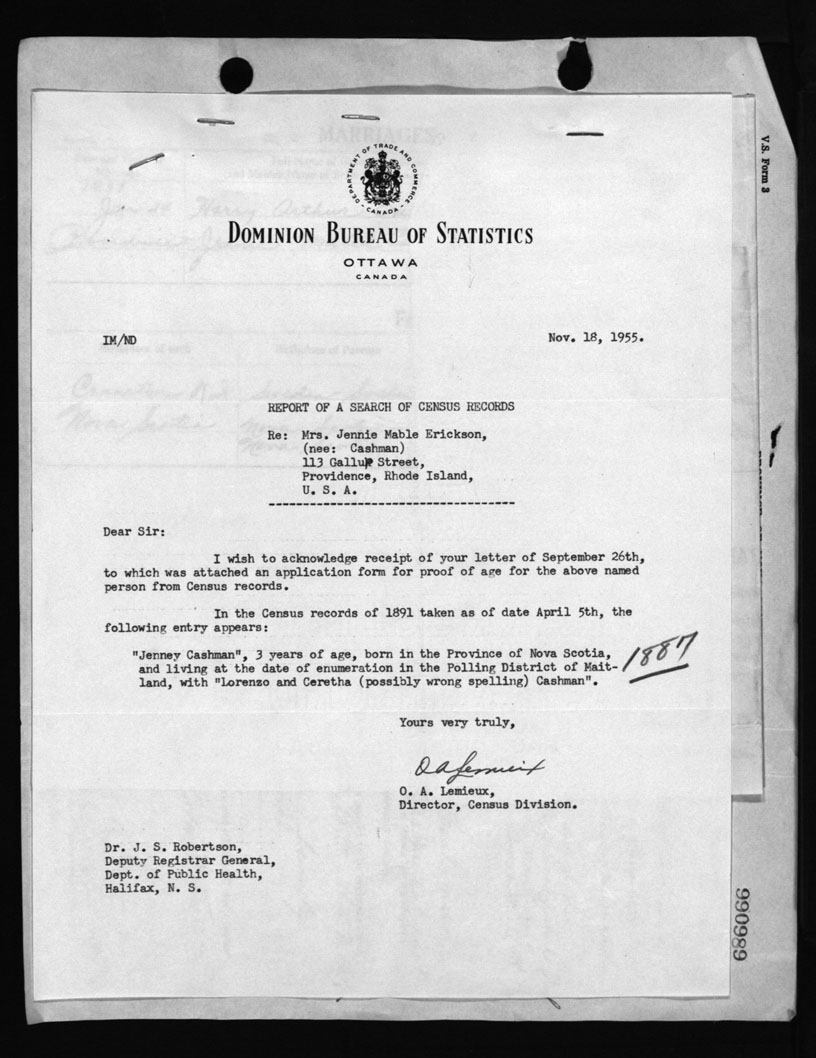 MARRIAGES
V.S. Form 3
DEPARTMENT OF TRADE AND COMMERCE
CANADA
DOMINION BUREAU OF STATISTICS
OTTAWA
CANADA
IM/ND
Nov. 18, 1955.
REPORT OF A SEARCH OF CENSUS RECORDS
Re: Mrs. Jennie Mable Erickson,
(nee: Cashman)
113 Gallup Street,
Providence, Rhode Island,
U. S. A.
Dear Sir:
I wish to acknowledge receipt of your letter of September 26th,
to which was attached an application form for proof of age for the above named
person from Census records.
In the Census records of 1891 taken as of date April 5th, the
following entry appears:
"Jenney Cashman", 3 years of age, born in the Province of Nova Scotia,
and living at the date of enumeration in the Polling District of Mait-
land, with "Lorenzo and Ceretha (possibly wrong spelling) Cashman".
1887
Yours very truly,
O A Lemieux
O. A. Lemieux,
Director, Census Division.
Dr. J. S. Robertson,
Deputy Registrar General,
Dept. of Public Health,
Halifax, N. S.
990989